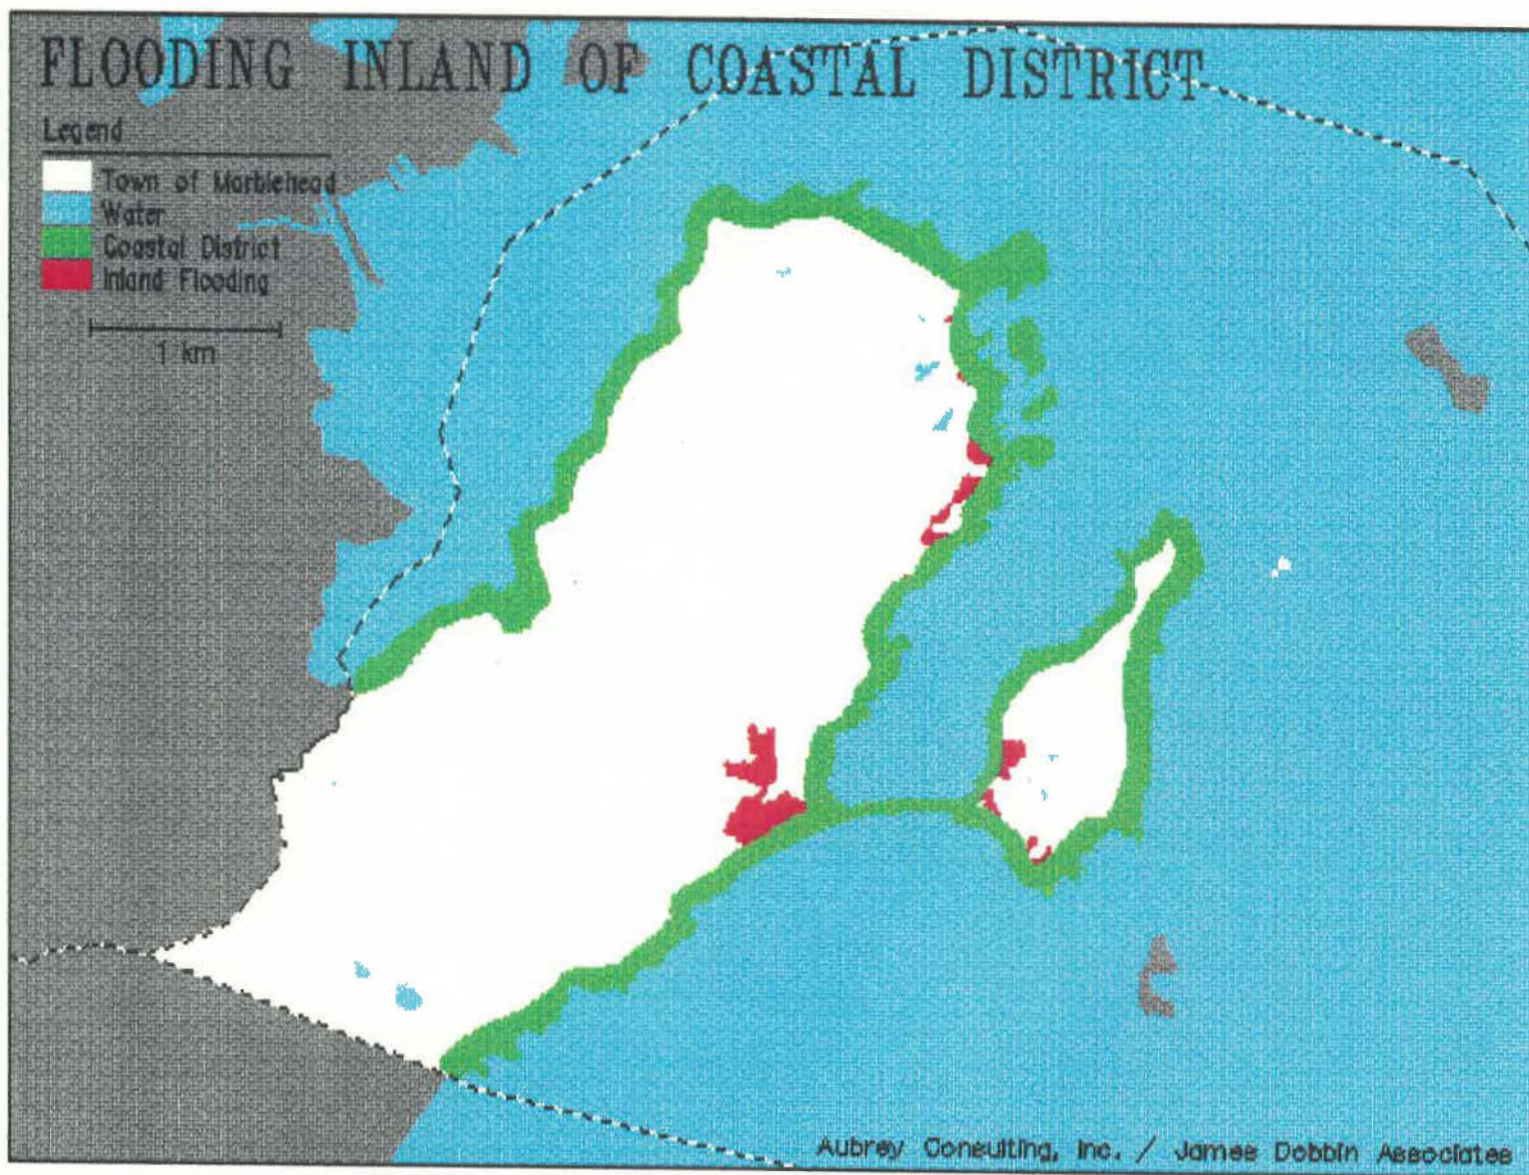 FLOODING INLAND OF COASTAL DISTRICT
Legend
Town of Marblehead
Water
Coastal District
Inland Flooding
1 km
Aubrey Consulting, Inc. / James Dobbin Associates